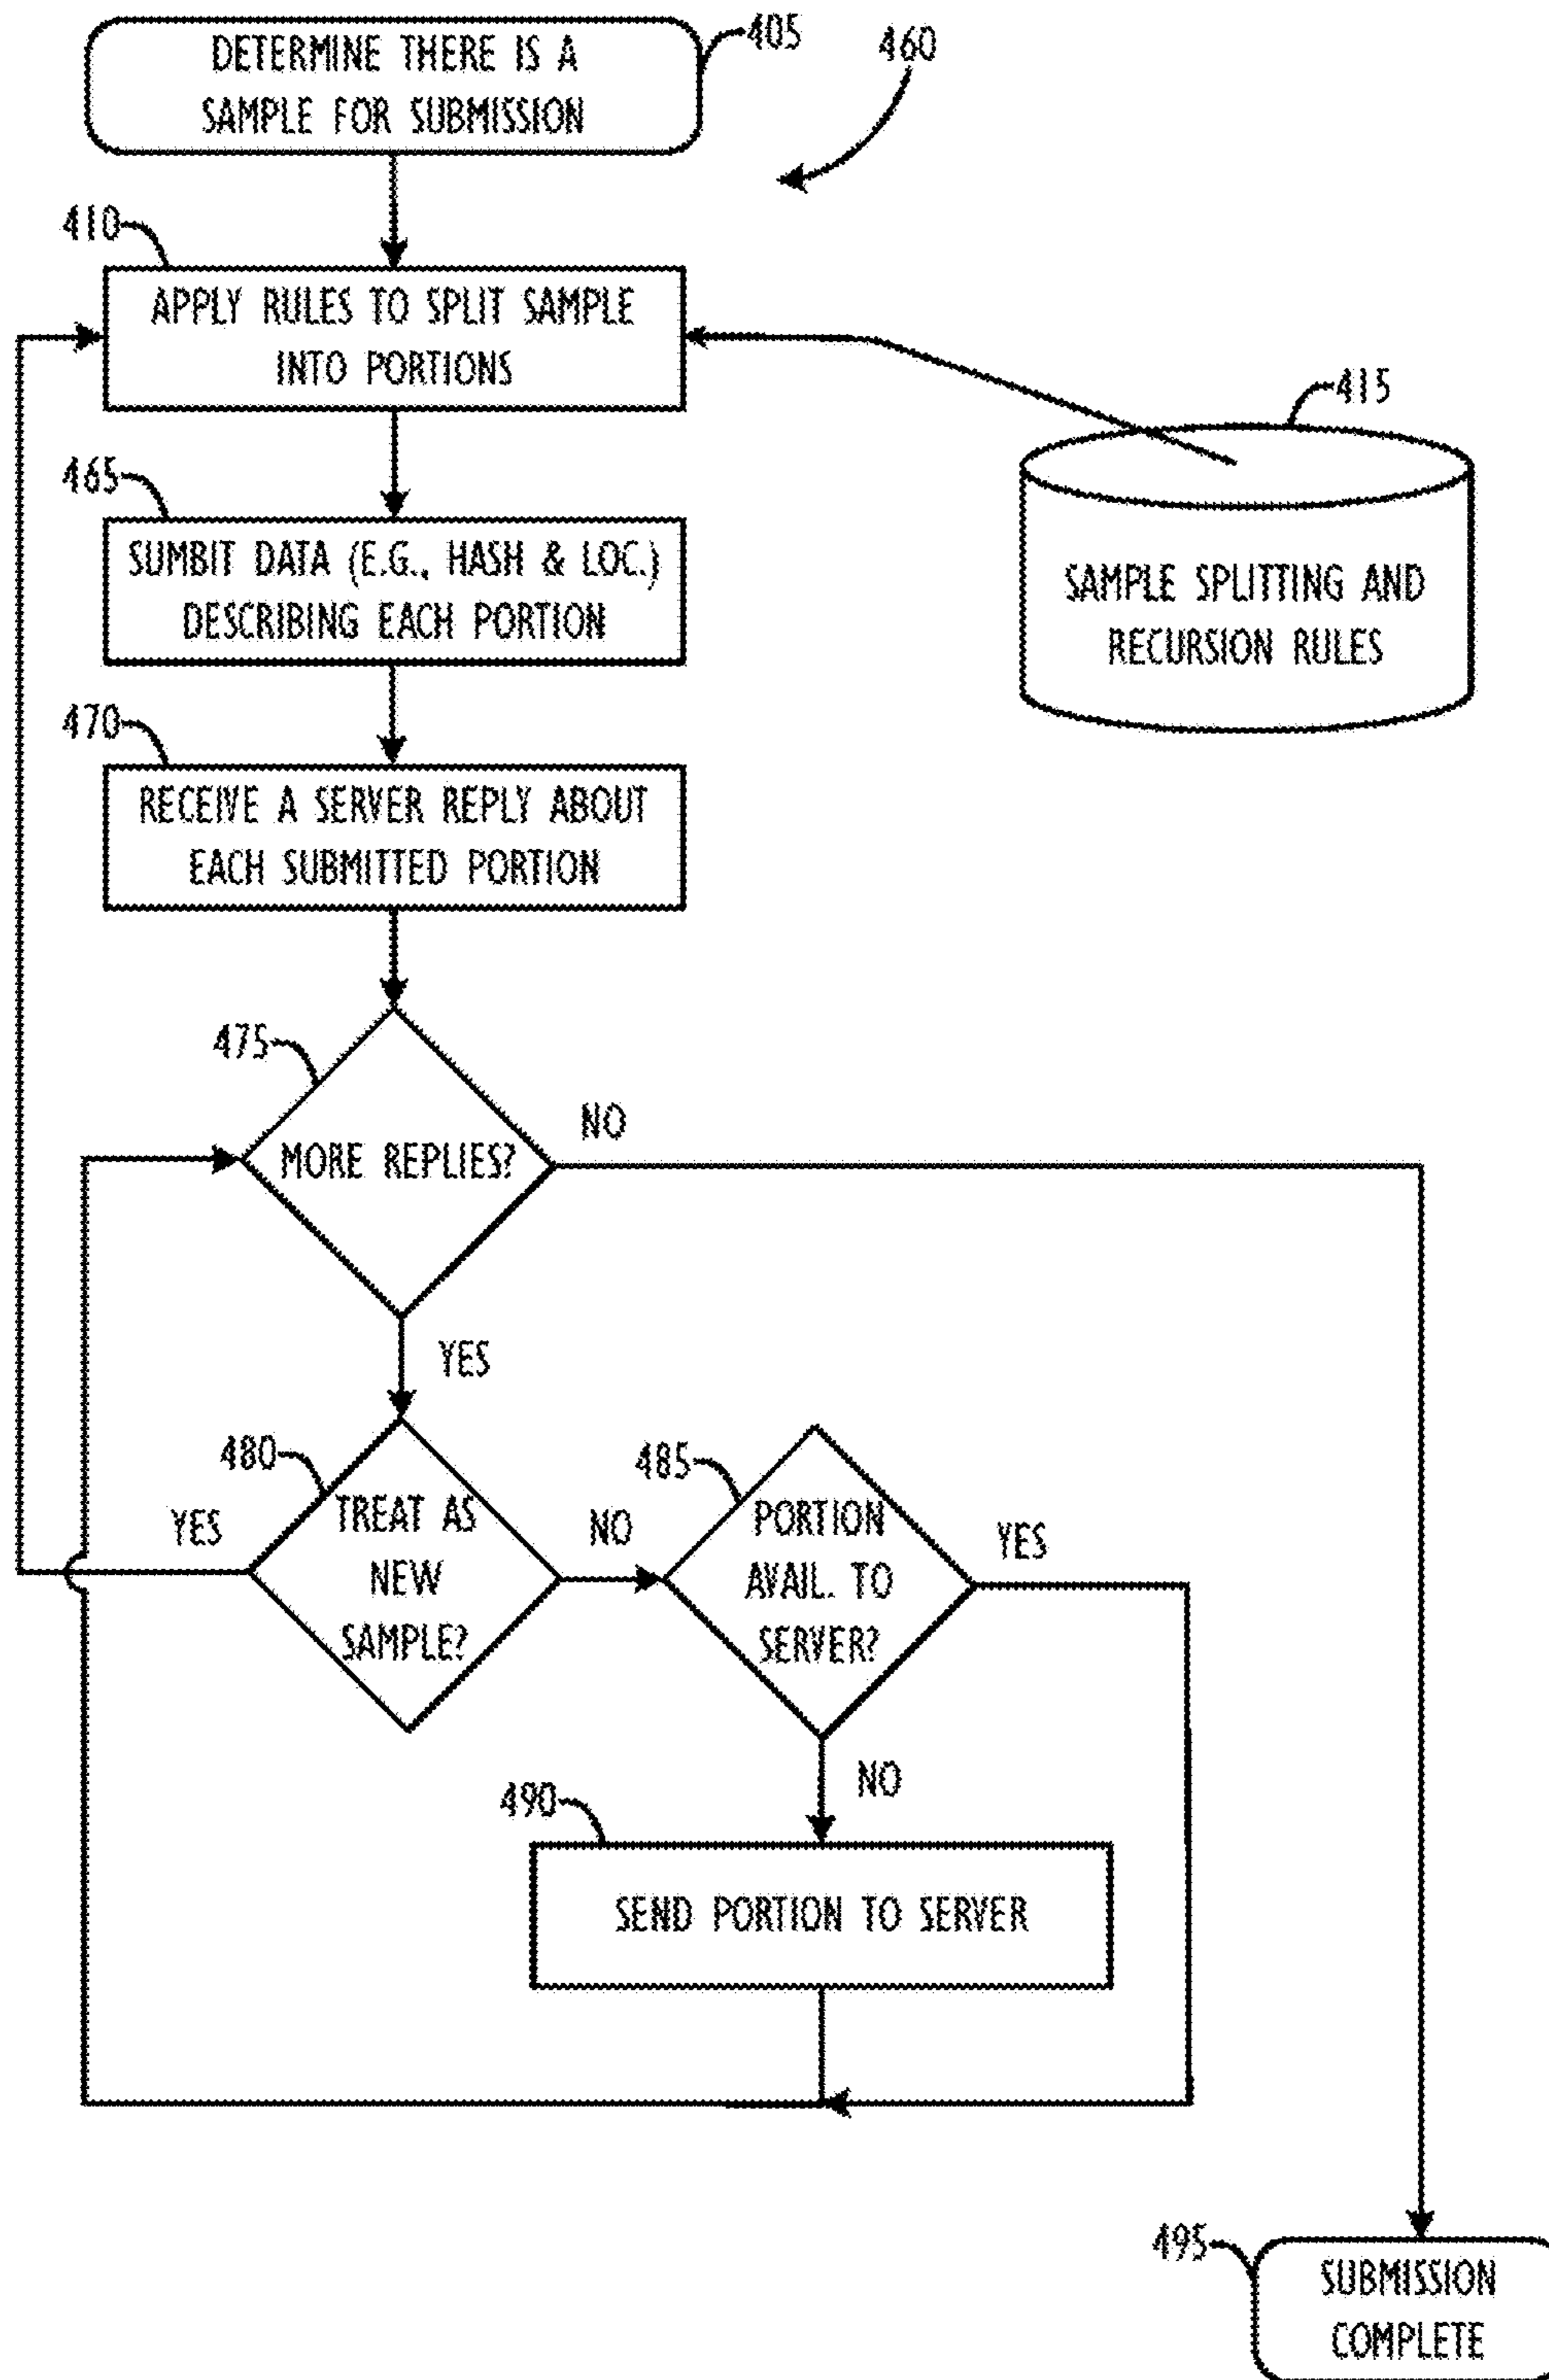 DETERMINE THERE IS A
SAMPLE FOR SUBMISSION
405
460
410
APPLY RULES TO SPLIT SAMPLE
INTO PORTIONS
415
SAMPLE SPLITTING AND
RECURSION RULES
465
SUMBIT DATA (E.G., HASH & LOC.)
DESCRIBING EACH PORTION
470
RECEIVE A SERVER REPLY ABOUT
EACH SUBMITTED PORTION
475
MORE REPLIES?
NO
YES
480
TREAT AS
NEW
SAMPLE?
YES
NO
485
PORTION
AVAIL. TO
SERVER?
YES
NO
490
SEND PORTION TO SERVER
495
SUBMISSION
COMPLETE